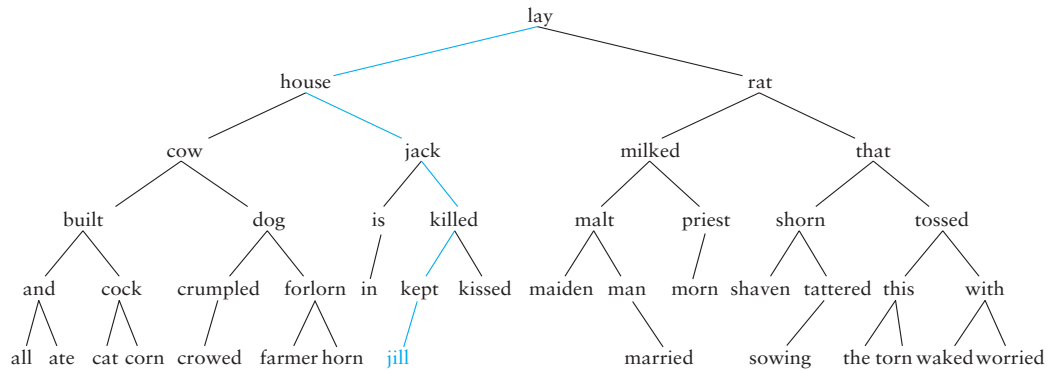 lay
house rat
cow jack milked that
built dog is killed malt priest shorn tossed
and cock crumpled forlorn in kept kissed maiden man morn shaven tattered this with
all ate cat corn crowed farmer horn jill married sowing the torn waked worried